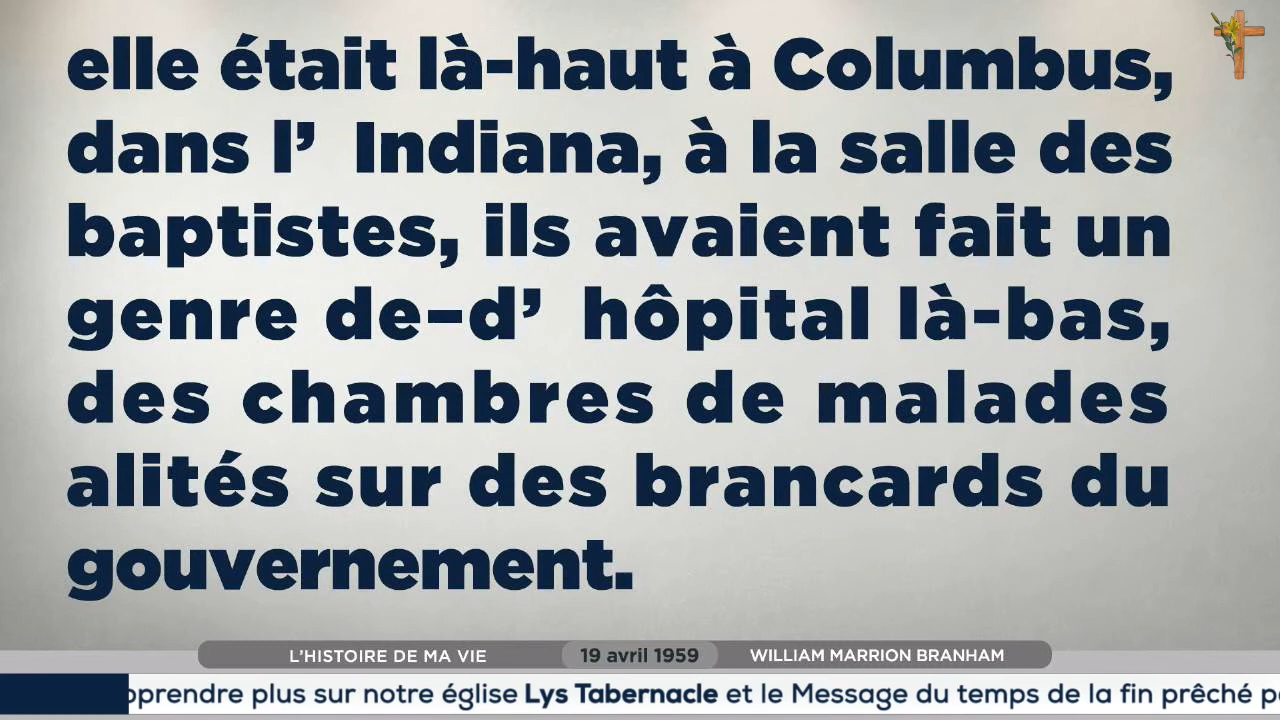 elle était là-haut à Columbus,
dans l’ Indiana, à la salle des
baptistes, ils avaient fait un
genre de–d’ hôpital là-bas,
des chambres de malades
alités sur des brancards du
gouvernement.
L’HISTOIRE DE MA VIE 19 avril 1959 WILLIAM MARRION BRANHAM
plus sur notre église Lys Tabernacle et le Message du temps de la fin prêché